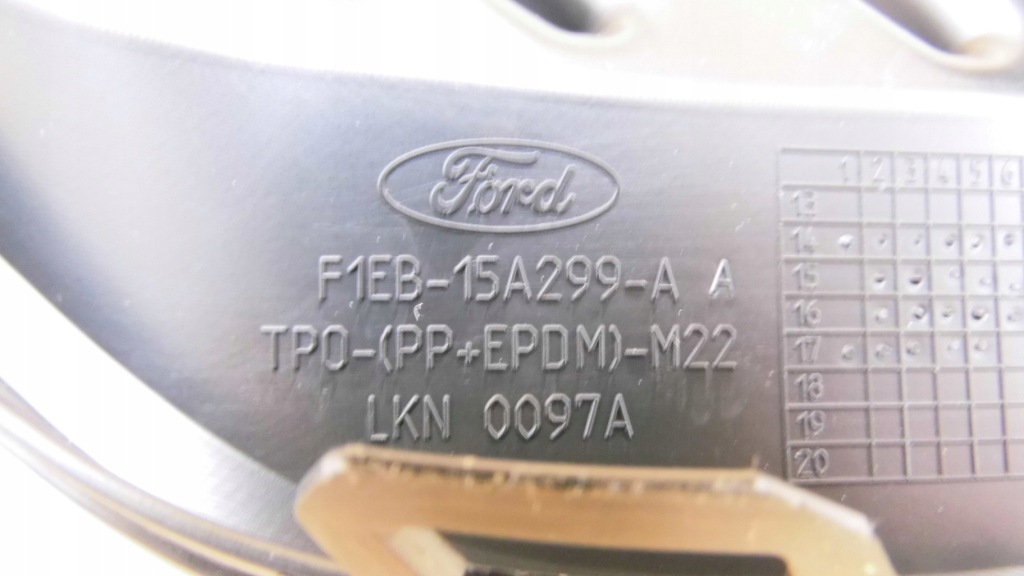 Ford
F1EB-15A299-A A
TPO-(PP+EPDM)-M22
LKN 0097A
1 2 3 4 5 6
13
14
15
16
17
18
19
20